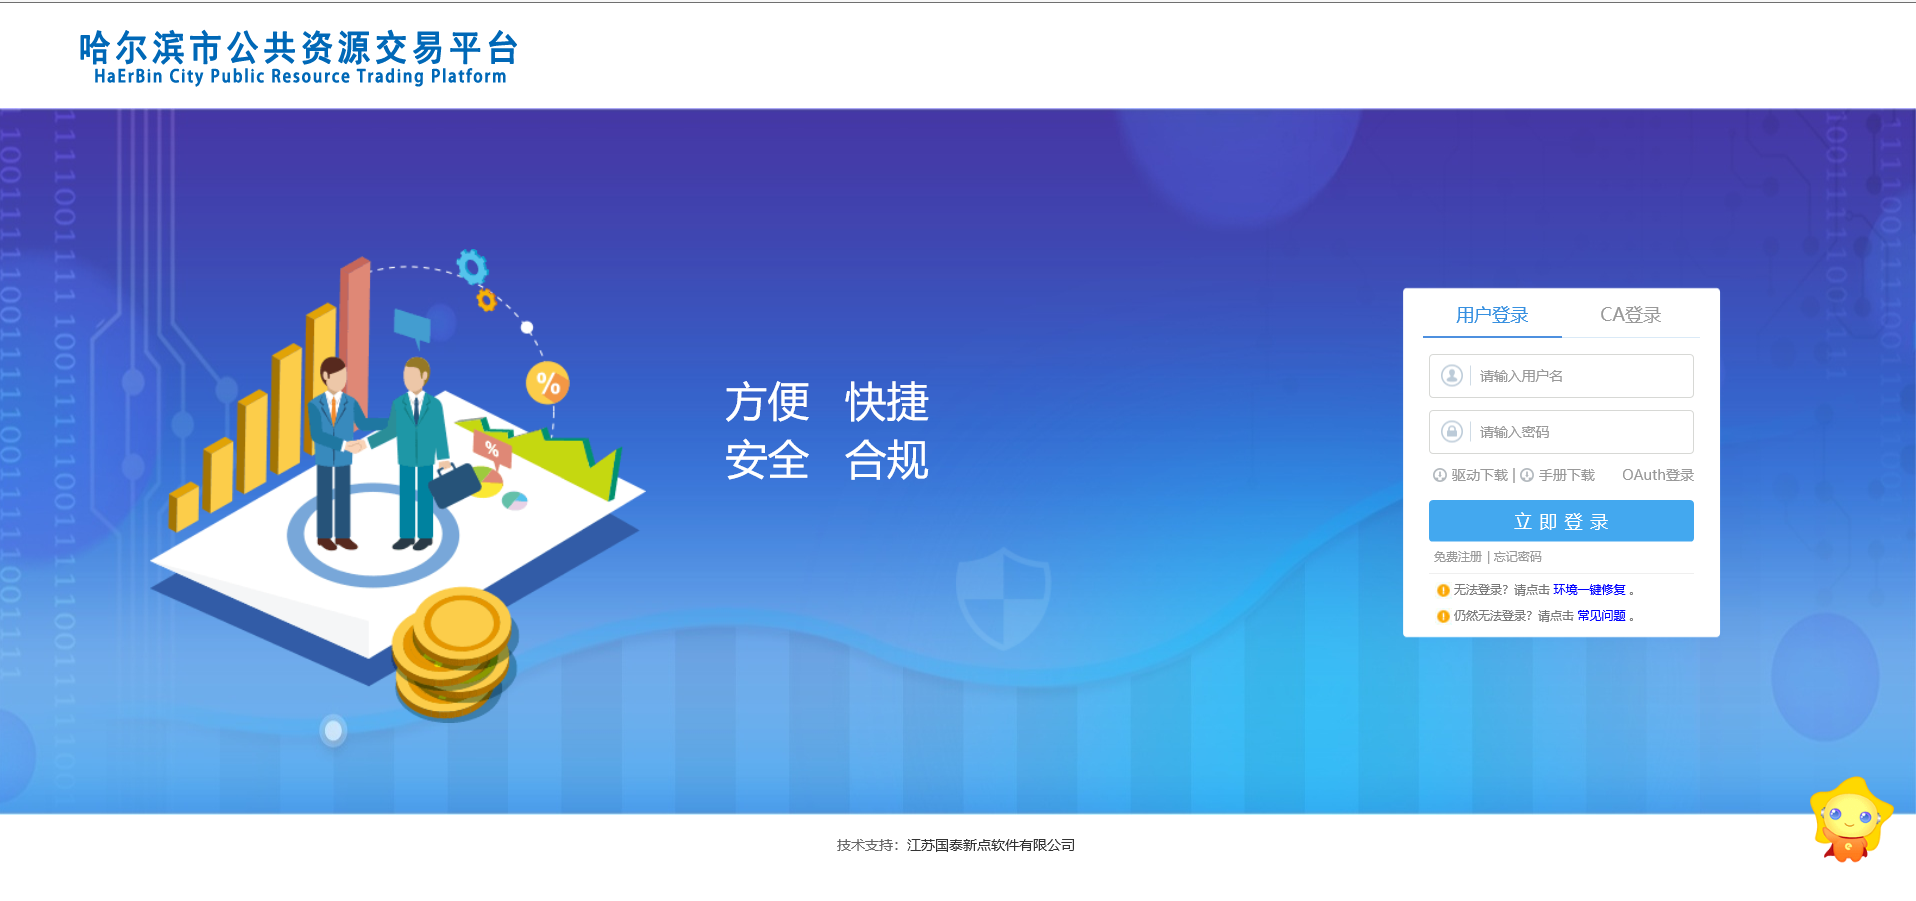 哈尔滨市公共资源交易平台
HaErBin City Public Resource Trading Platform
方便 快捷
安全 合规
用户登录 CA登录
请输入用户名
请输入密码
驱动下载 | 手册下载 OAuth登录
立即登录
免费注册 | 忘记密码
无法登录？请点击 环境一键修复 。
仍然无法登录？请点击 常见问题 。
% 
%
技术支持：江苏国泰新点软件有限公司